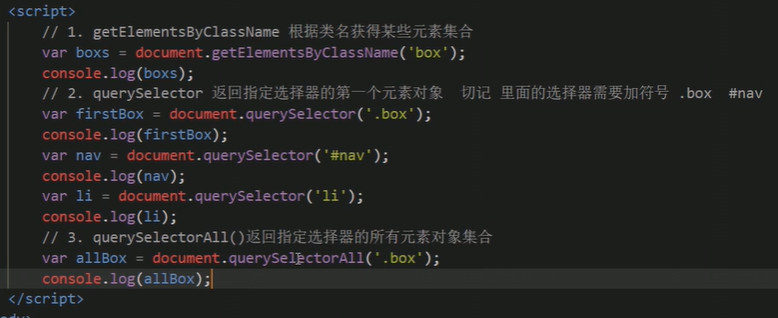 <script>
// 1. getElementsByClassName 根据类名获得某些元素集合
var boxs = document.getElementsByClassName('box');
console.log(boxs);
// 2. querySelector 返回指定选择器的第一个元素对象  切记 里面的选择器需要加符号 .box  #nav
var firstBox = document.querySelector('.box');
console.log(firstBox);
var nav = document.querySelector('#nav');
console.log(nav);
var li = document.querySelector('li');
console.log(li);
// 3. querySelectorAll()返回指定选择器的所有元素对象集合
var allBox = document.querySelectorAll('.box');
console.log(allBox);
</script>